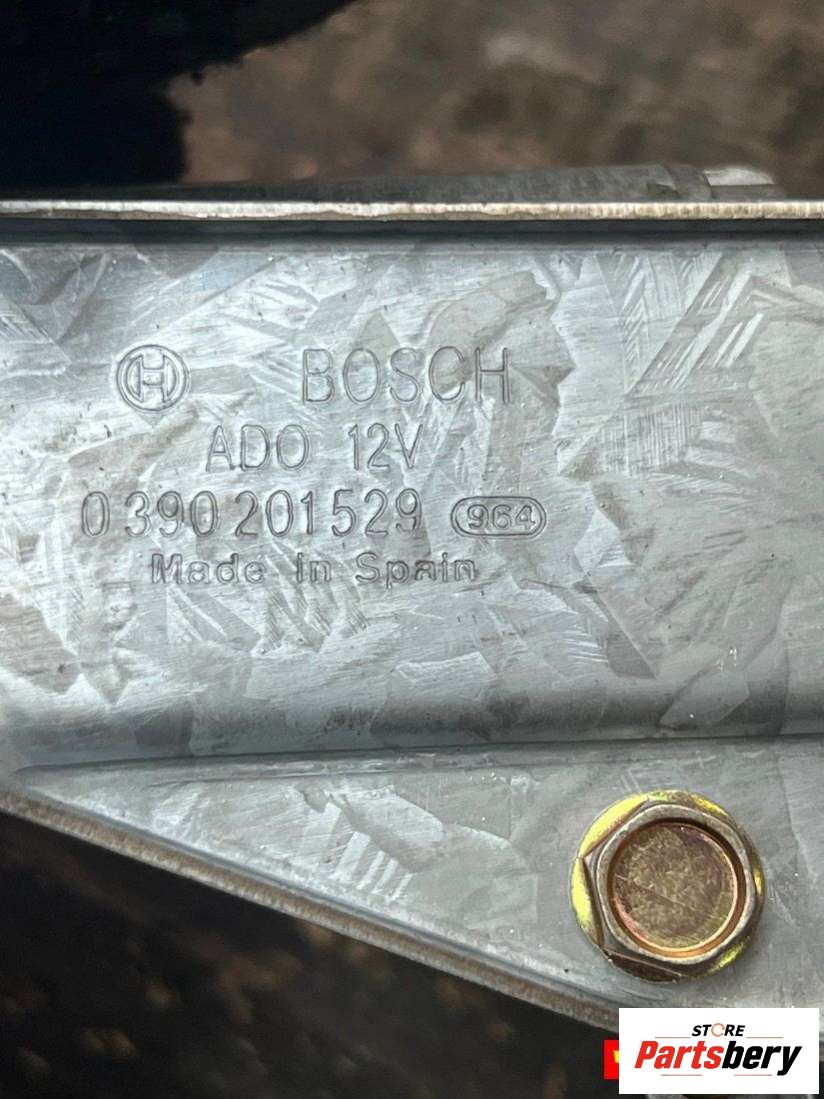 BOSCH
ADO 12V
0 390 201 529 964
Made in Spain
STORE
Partsbery